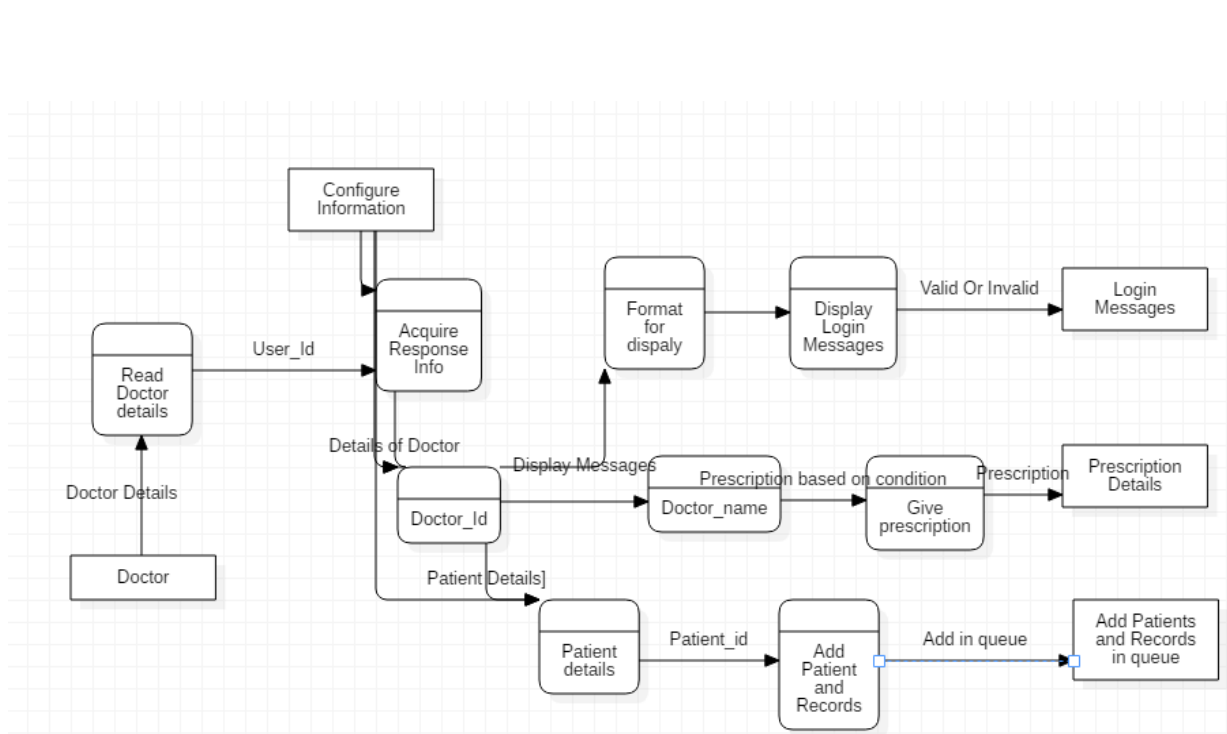 Configure
Information
Acquire
Response
Info
Read
Doctor
details
User_Id
Doctor Details
Doctor
Details of Doctor
Format
for
dispaly
Display
Login
Messages
Valid Or Invalid
Login
Messages
Display Messages
Doctor_Id
Doctor_name
Prescription based on condition
Give
prescription
Prescription
Prescription
Details
Patient Details]
Patient
details
Patient_id
Add
Patient
and
Records
Add in queue
Add Patients
and Records
in queue